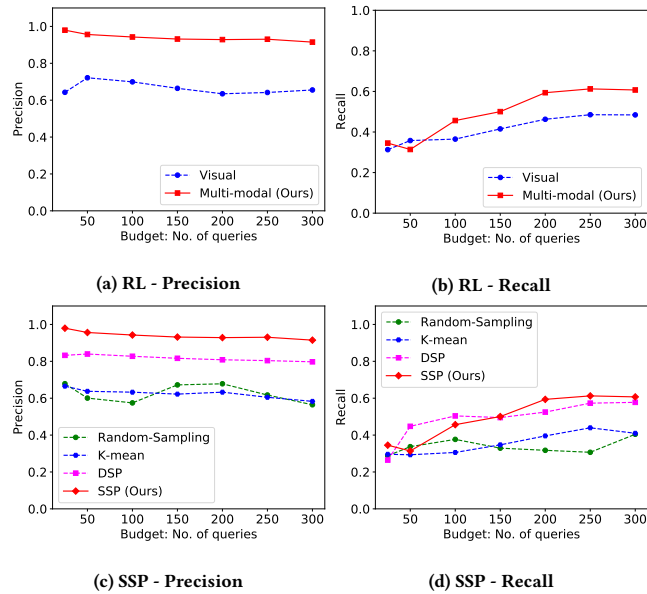 1.0
0.8
0.6
0.4
0.2
0.0
Precision
Visual
Multi-modal (Ours)
50 100 150 200 250 300
Budget: No. of queries
(a) RL - Precision
1.0
0.8
0.6
0.4
0.2
0.0
Recall
Visual
Multi-modal (Ours)
50 100 150 200 250 300
Budget: No. of queries
(b) RL - Recall
1.0
0.8
0.6
0.4
0.2
0.0
Precision
Random-Sampling
K-mean
DSP
SSP (Ours)
50 100 150 200 250 300
Budget: No. of queries
(c) SSP - Precision
1.0
0.8
0.6
0.4
0.2
0.0
Recall
Random-Sampling
K-mean
DSP
SSP (Ours)
50 100 150 200 250 300
Budget: No. of queries
(d) SSP - Recall